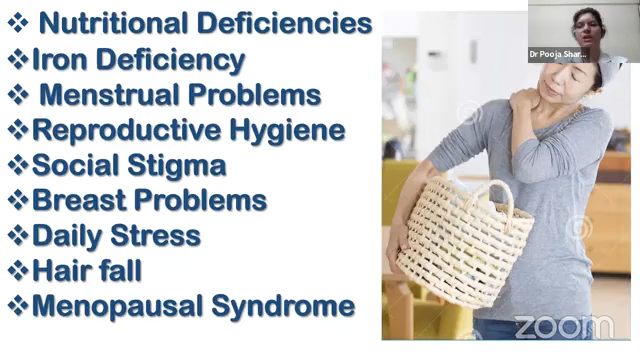 Nutritional Deficiencies
Iron Deficiency
Menstrual Problems
Reproductive Hygiene
Social Stigma
Breast Problems
Daily Stress
Hair fall
Menopausal Syndrome
Dr Pooja Shar...
zoom